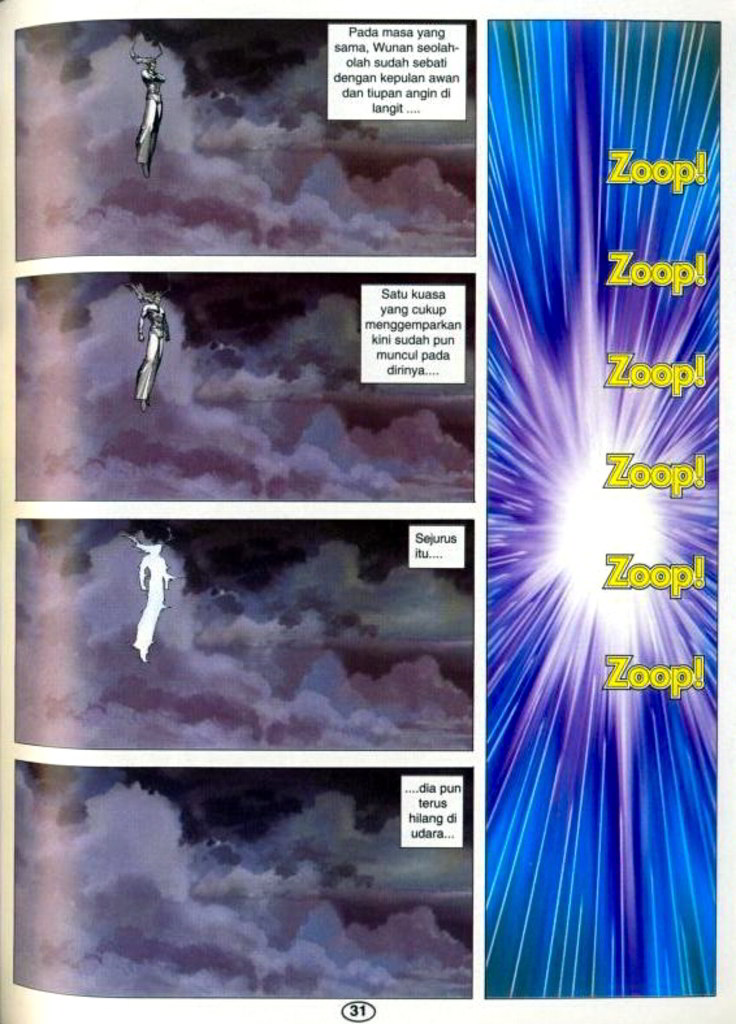 Pada masa yang
sama, Wunan seolah-
olah sudah sebati
dengan kepulan awan
dan tiupan angin di
langit ....
Satu kuasa
yang cukup
menggemparkan
kini sudah pun
muncul pada
dirinya....
Sejurus
itu....
....dia pun
terus
hilang di
udara...
Zoop!
Zoop!
Zoop!
Zoop!
Zoop!
Zoop!
31